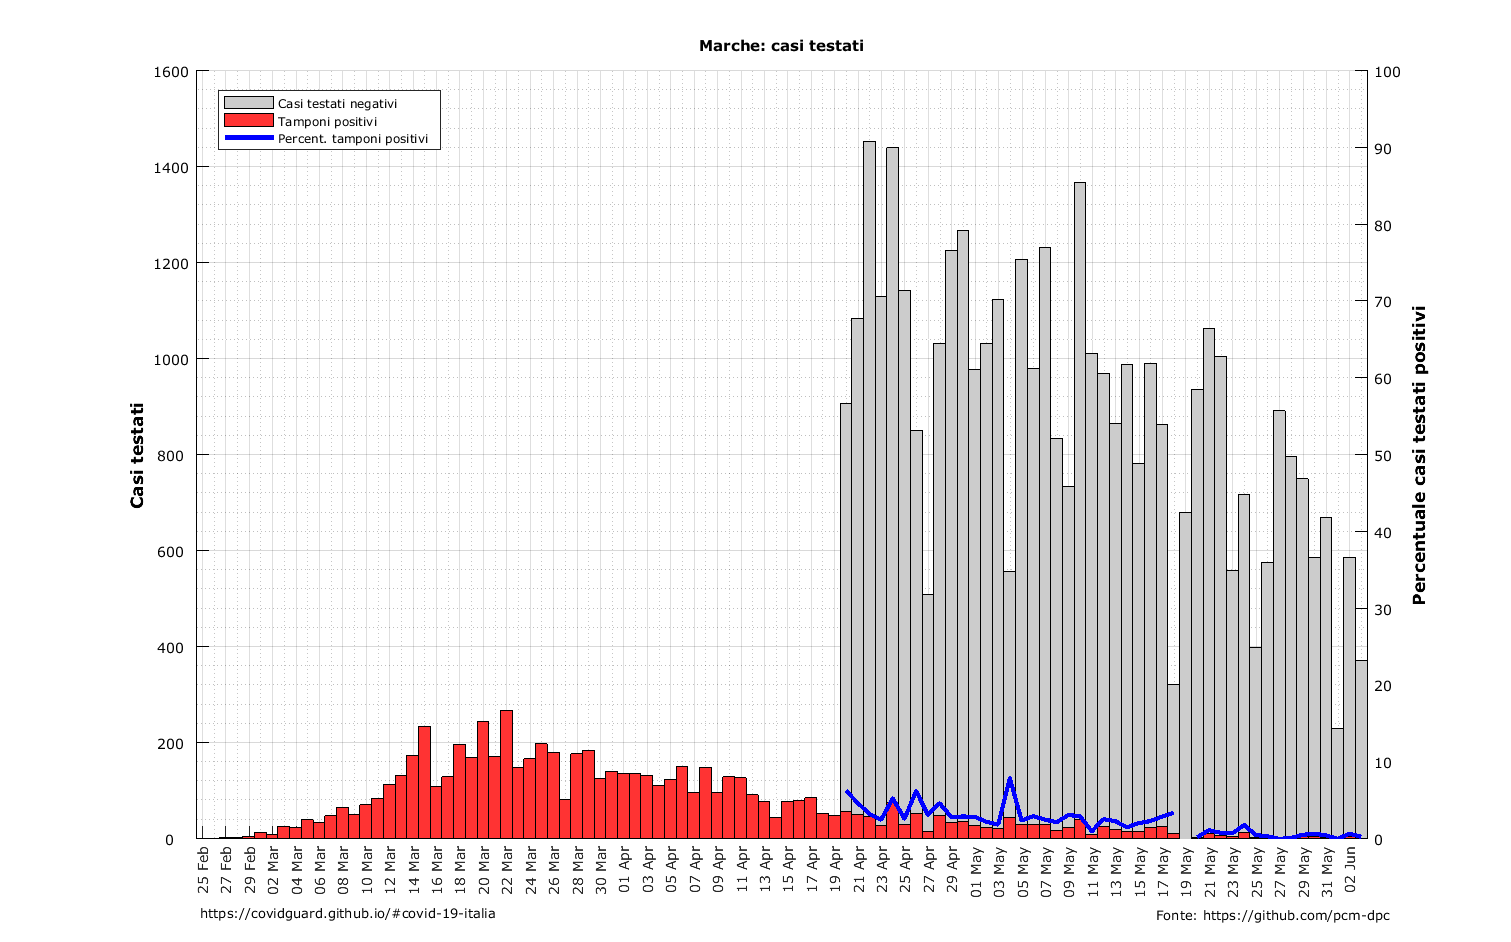 Marche: casi testati
1600
1400
1200
1000
800
600
400
200
0
100
90
80
70
60
50
40
30
20
10
0
Casi testati negativi
Tamponi positivi
Percent. tamponi positivi
Casi testati
Percentuale casi testati positivi
25 Feb
27 Feb
29 Feb
02 Mar
04 Mar
06 Mar
08 Mar
10 Mar
12 Mar
14 Mar
16 Mar
18 Mar
20 Mar
22 Mar
24 Mar
26 Mar
28 Mar
30 Mar
01 Apr
03 Apr
05 Apr
07 Apr
09 Apr
11 Apr
13 Apr
15 Apr
17 Apr
19 Apr
21 Apr
23 Apr
25 Apr
27 Apr
29 Apr
01 May
03 May
05 May
07 May
09 May
11 May
13 May
15 May
17 May
19 May
21 May
23 May
25 May
27 May
29 May
31 May
02 Jun
https://covidguard.github.io/#covid-19-italia
Fonte: https://github.com/pcm-dpc